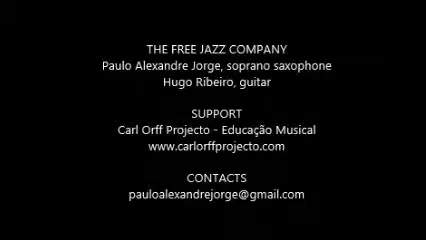 THE FREE JAZZ COMPANY
Paulo Alexandre Jorge, soprano saxophone
Hugo Ribeiro, guitar
SUPPORT
Carl Orff Projecto - Educação Musical
www.carlorffprojecto.com
CONTACTS
pauloalexandrejorge@gmail.com